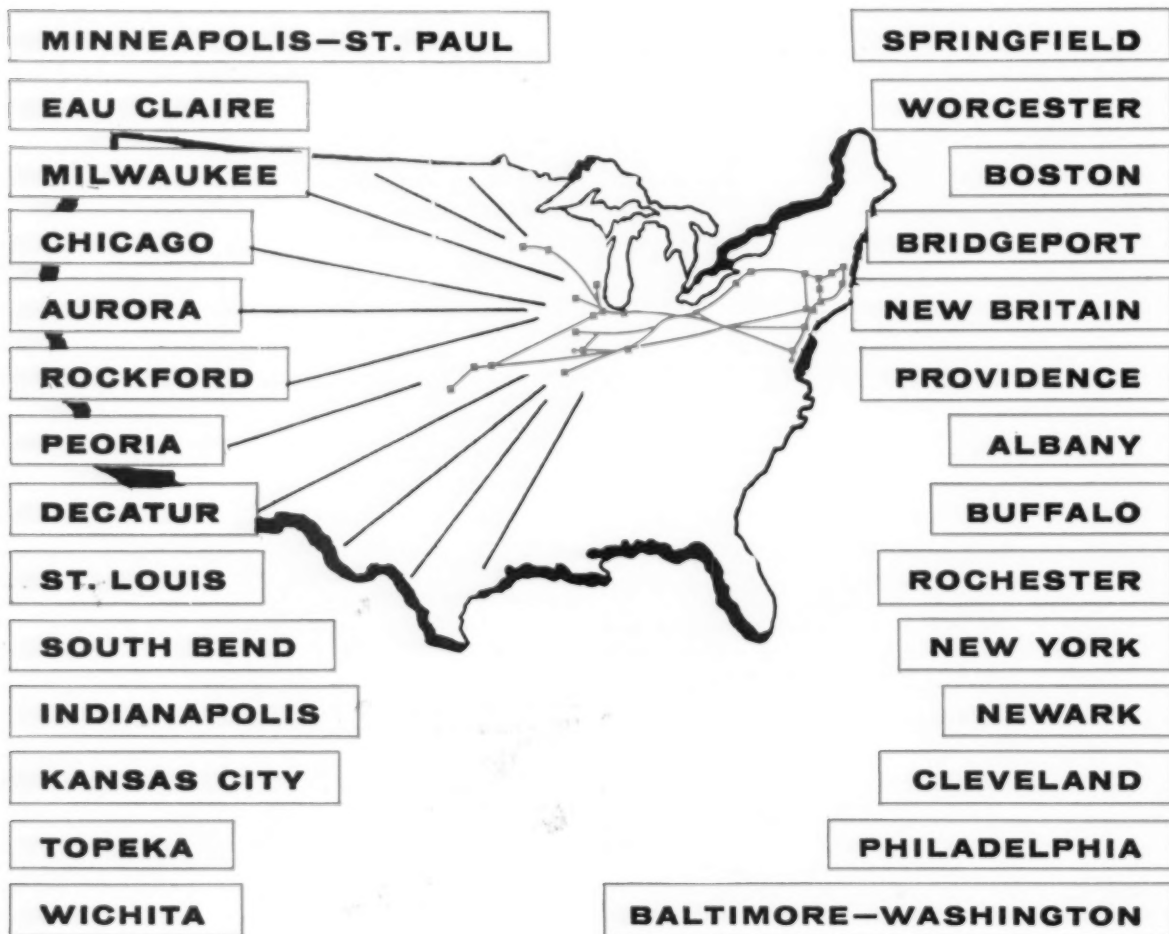 MINNEAPOLIS—ST. PAUL
EAU CLAIRE
MILWAUKEE
CHICAGO
AURORA
ROCKFORD
PEORIA
DECATUR
ST. LOUIS
SOUTH BEND
INDIANAPOLIS
KANSAS CITY
TOPEKA
WICHITA
SPRINGFIELD
WORCESTER
BOSTON
BRIDGEPORT
NEW BRITAIN
PROVIDENCE
ALBANY
BUFFALO
ROCHESTER
NEW YORK
NEWARK
CLEVELAND
PHILADELPHIA
BALTIMORE—WASHINGTON